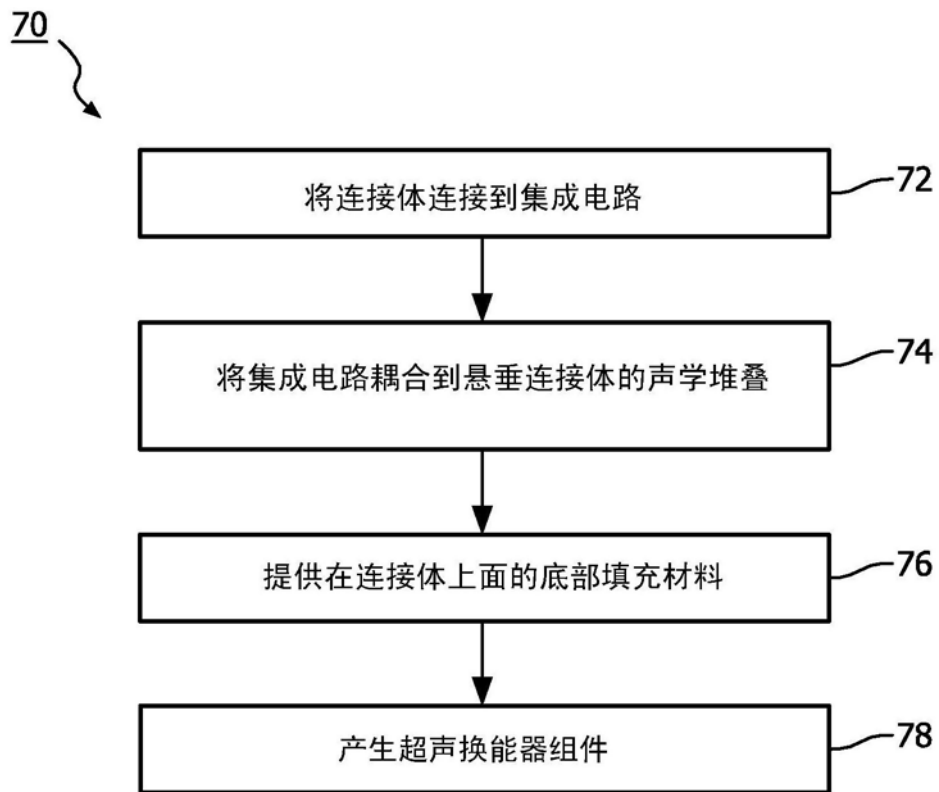 70
将连接体连接到集成电路
72
将集成电路耦合到悬垂连接体的声学堆叠
74
提供在连接体上面的底部填充材料
76
产生超声换能器组件
78